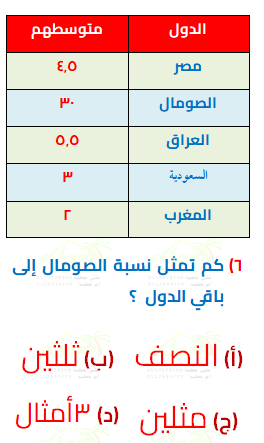 الدول متوسطهم
مصر ٤,٥
الصومال ٣٠
العراق ٥,٥
السعودية ٣
المغرب ٢
٦) كم تمثل نسبة الصومال إلى
باقي الدول ؟
(أ) النصف (ب) ثلثين
(ج) مثلين (د) ٣أمثال